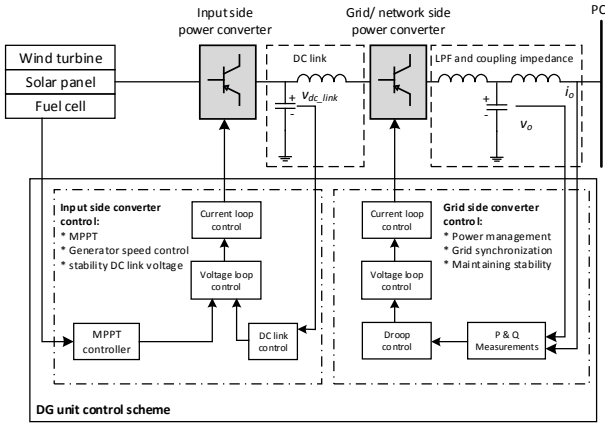 Input side
power converter
Grid/ network side
power converter
PC
Wind turbine
Solar panel
Fuel cell
DC link
LPF and coupling impedance
+
-
v_dc_link
+
-
v_o
i_o
Input side converter
control:
* MPPT
* Generator speed control
* stability DC link voltage
Current loop
control
Voltage loop
control
MPPT
controller
DC link
control
Current loop
control
Voltage loop
control
Droop
control
P & Q
Measurements
Grid side converter
control:
* Power management
* Grid synchronization
* Maintaining stability
DG unit control scheme